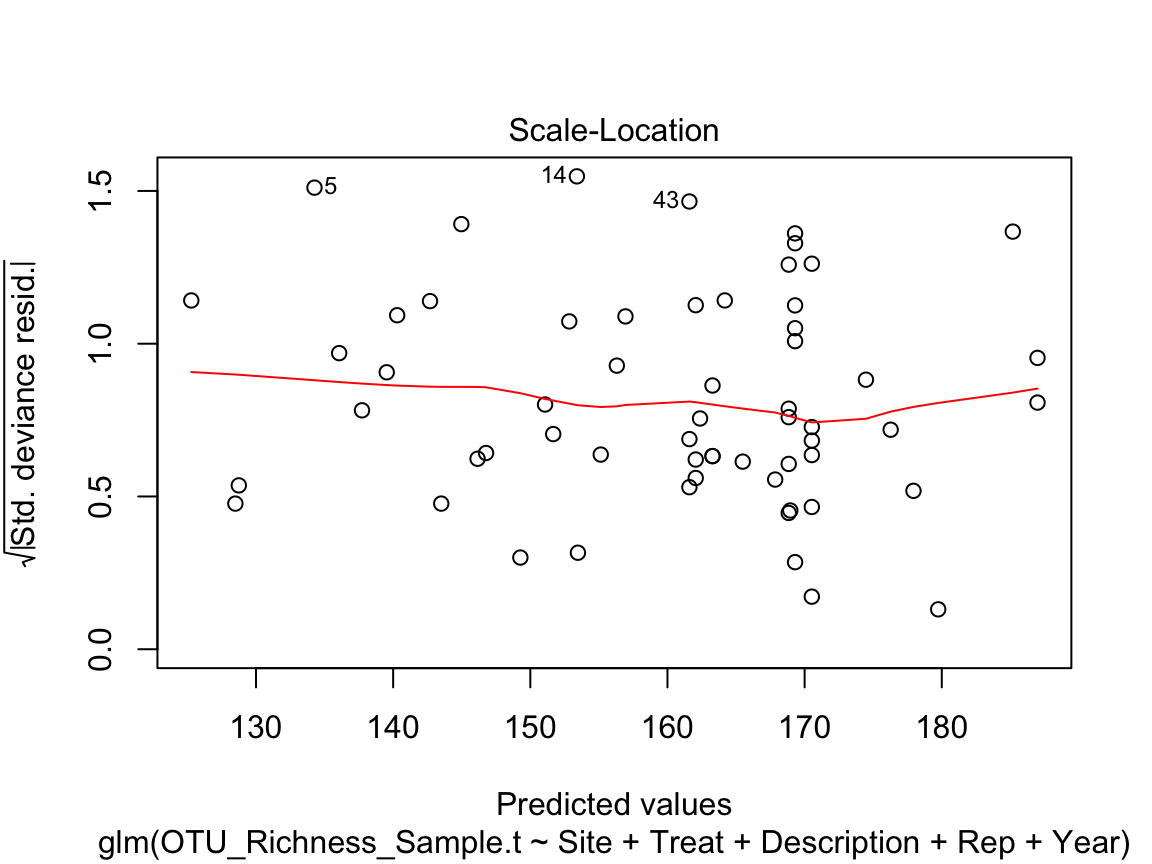 Scale-Location
√|Std. deviance resid.|
0.0 0.5 1.0 1.5
5
14
43
130 140 150 160 170 180
Predicted values
glm(OTU_Richness_Sample.t ~ Site + Treat + Description + Rep + Year)